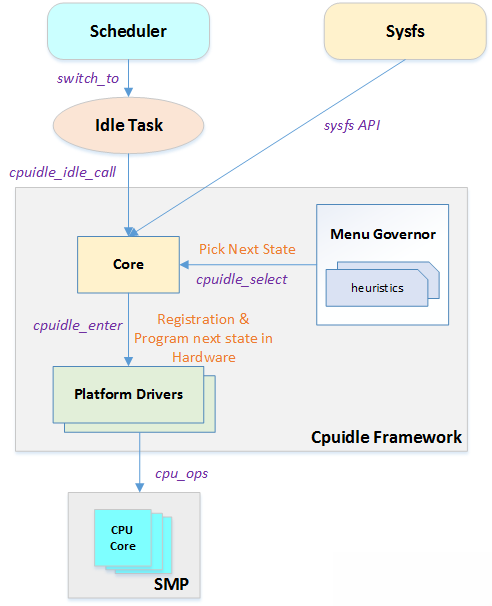 Scheduler
Sysfs
switch_to
Idle Task
sysfs API
cpuidle_idle_call
Menu Governor
heuristics
Pick Next State
Core
cpuidle_select
cpuidle_enter
Registration &
Program next state in
Hardware
Platform Drivers
Cpuidle Framework
cpu_ops
CPU
Core
SMP